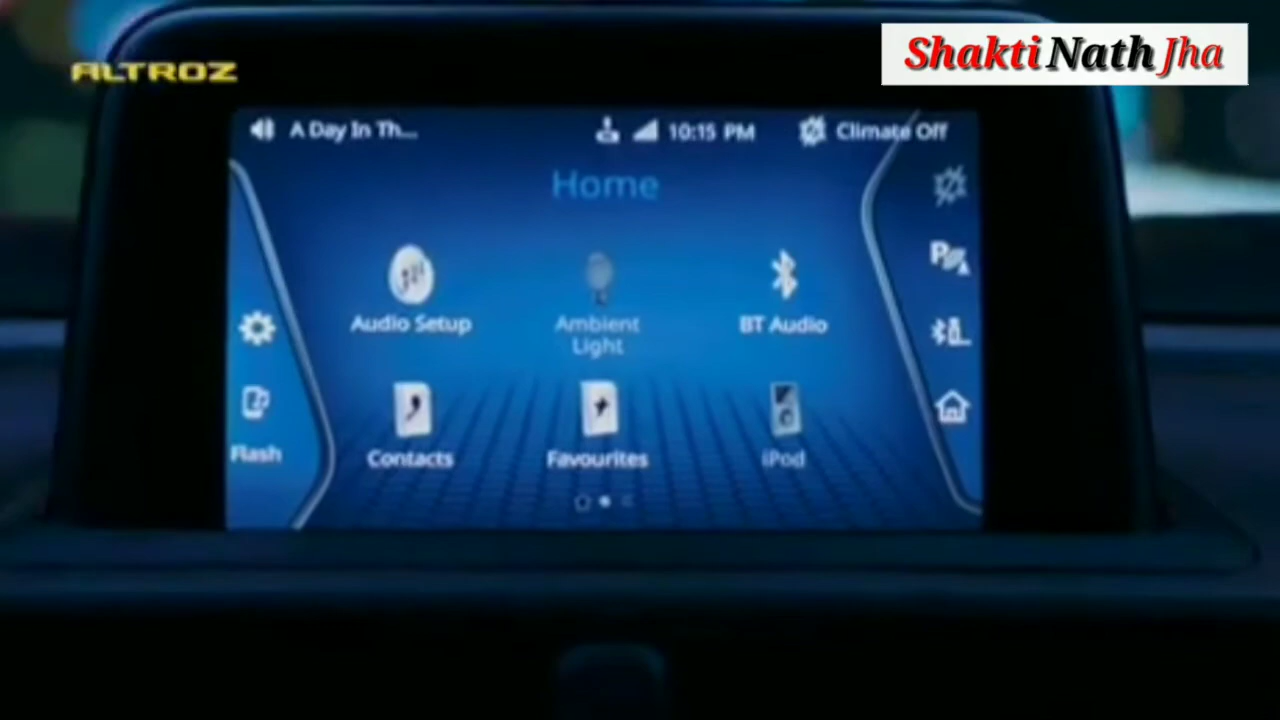 Shakti Nath Jha
ALTROZ
A Day In Th...
10:15 PM
Climate Off
Home
Audio Setup
Ambient
Light
BT Audio
Flash
Contacts
Favourites
iPod